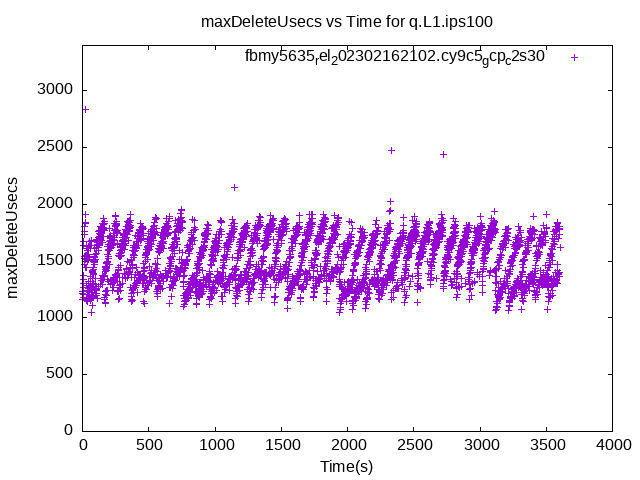 maxDeleteUsecs vs Time for q.L1.ips100
fbmy5635rel202302162102.cy9c5gcpc2s30
3000
2500
2000
1500
1000
500
0
maxDeleteUsecs
0 500 1000 1500 2000 2500 3000 3500 4000
Time(s)